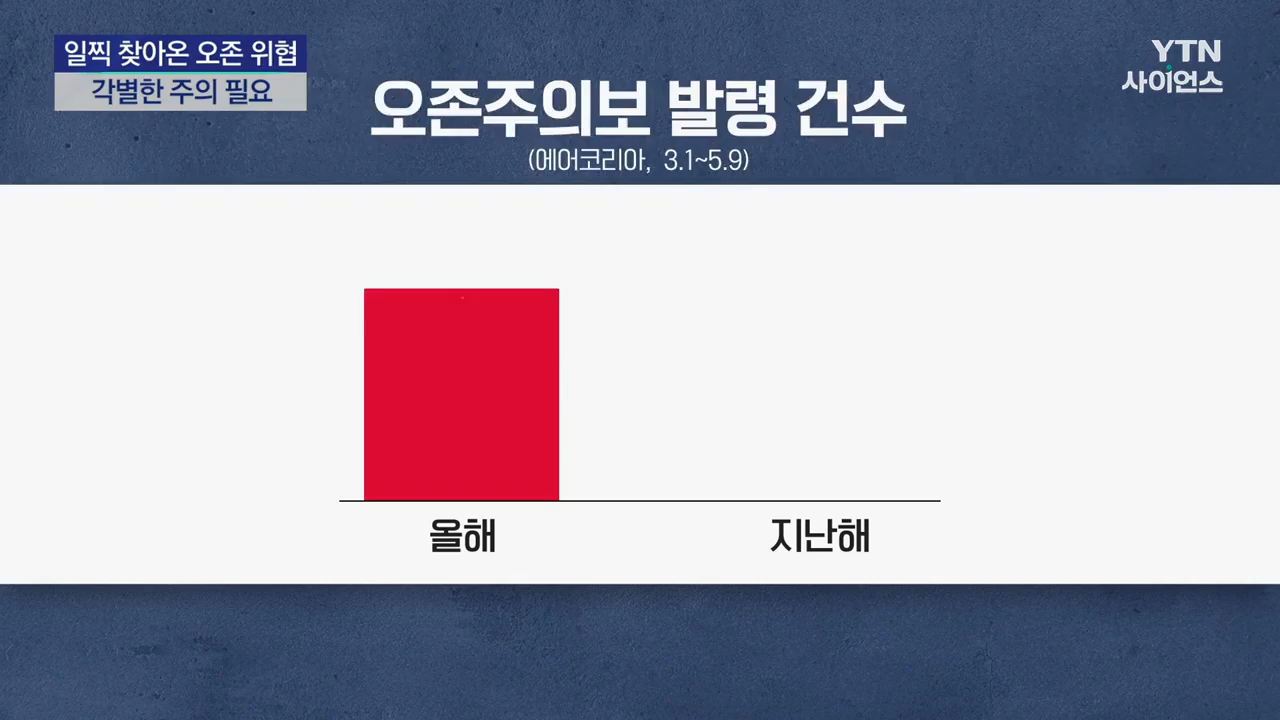 일찍 찾아온 오존 위협
각별한 주의 필요
YTN
사이언스
오존주의보 발령 건수
(에어코리아, 3.1~5.9)
올해
지난해